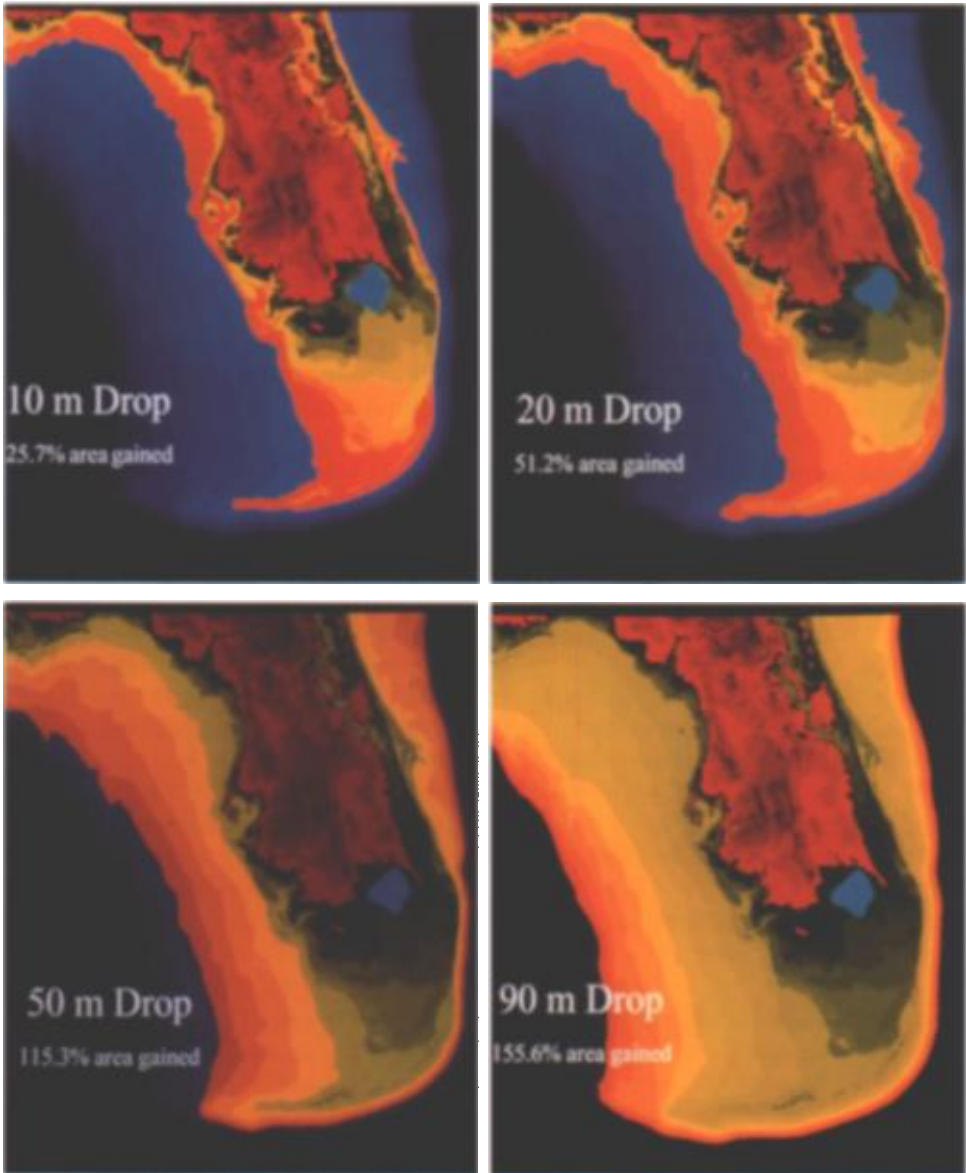 10 m Drop
25.7% area gained
20 m Drop
51.2% area gained
50 m Drop
115.3% area gained
90 m Drop
155.6% area gained